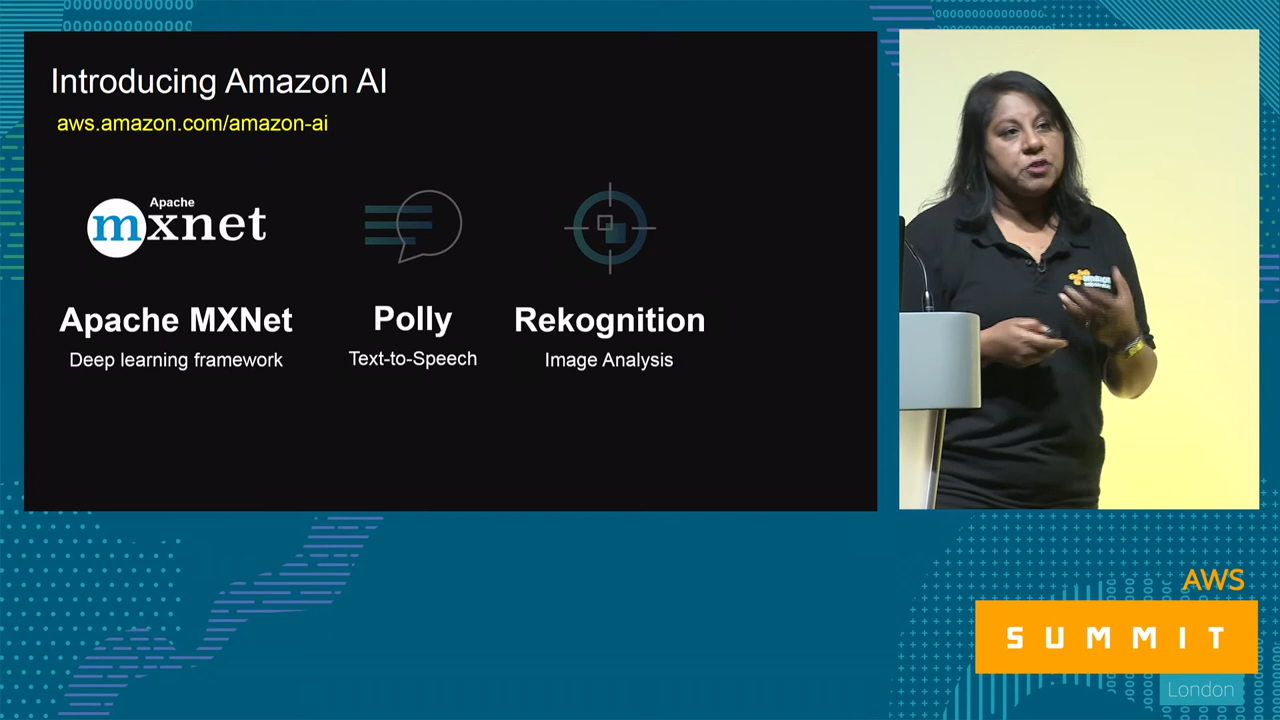 Introducing Amazon AI
aws.amazon.com/amazon-ai
Apache
mxnet
Apache MXNet
Deep learning framework
Polly
Text-to-Speech
Rekognition
Image Analysis
amazon
AWS
SUMMIT
London